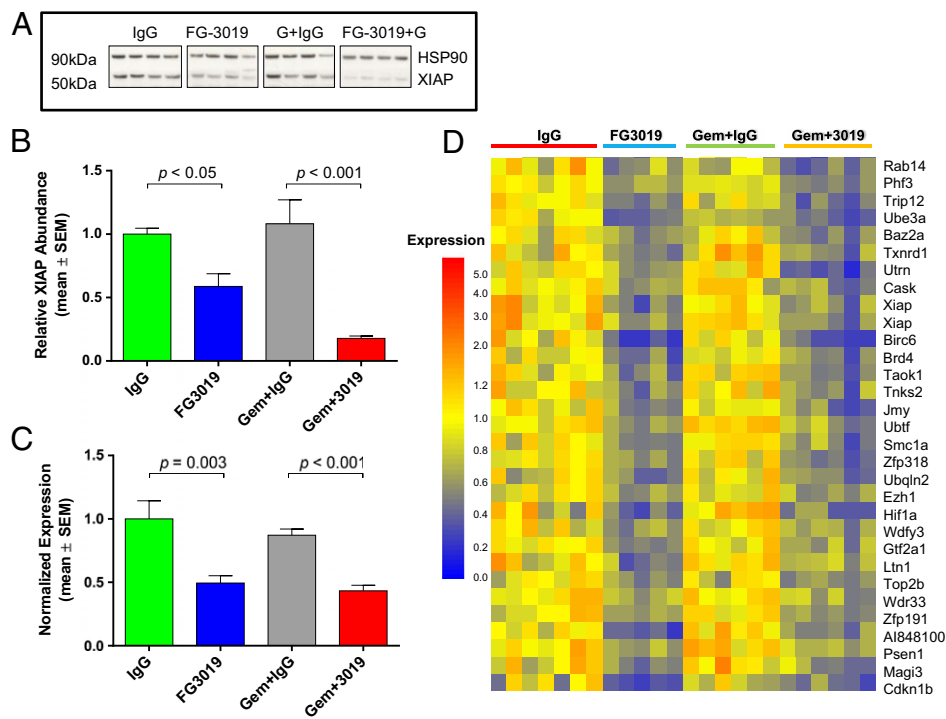 A
IgG FG-3019 G+IgG FG-3019+G
90kDa HSP90
50kDa XIAP
B
Relative XIAP Abundance
(mean ± SEM)
1.5
1.0
0.5
0.0
p < 0.05
p < 0.001
IgG
FG3019
Gem+IgG
Gem+3019
C
Normalized Expression
(mean ± SEM)
1.5
1.0
0.5
0.0
p = 0.003
p < 0.001
IgG
FG3019
Gem+IgG
Gem+3019
D
IgG FG3019 Gem+IgG Gem+3019
Expression
5.0
4.0
3.0
2.0
1.2
1.0
0.8
0.6
0.4
0.2
0.0
Rab14
Phf3
Trip12
Ube3a
Baz2a
Txnrd1
Utrn
Cask
Xiap
Xiap
Birc6
Brd4
Taok1
Tnks2
Jmy
Ubtf
Smc1a
Zfp318
Ubqln2
Ezh1
Hif1a
Wdfy3
Gtf2a1
Ltn1
Top2b
Wdr33
Zfp191
AI848100
Psen1
Magi3
Cdkn1b